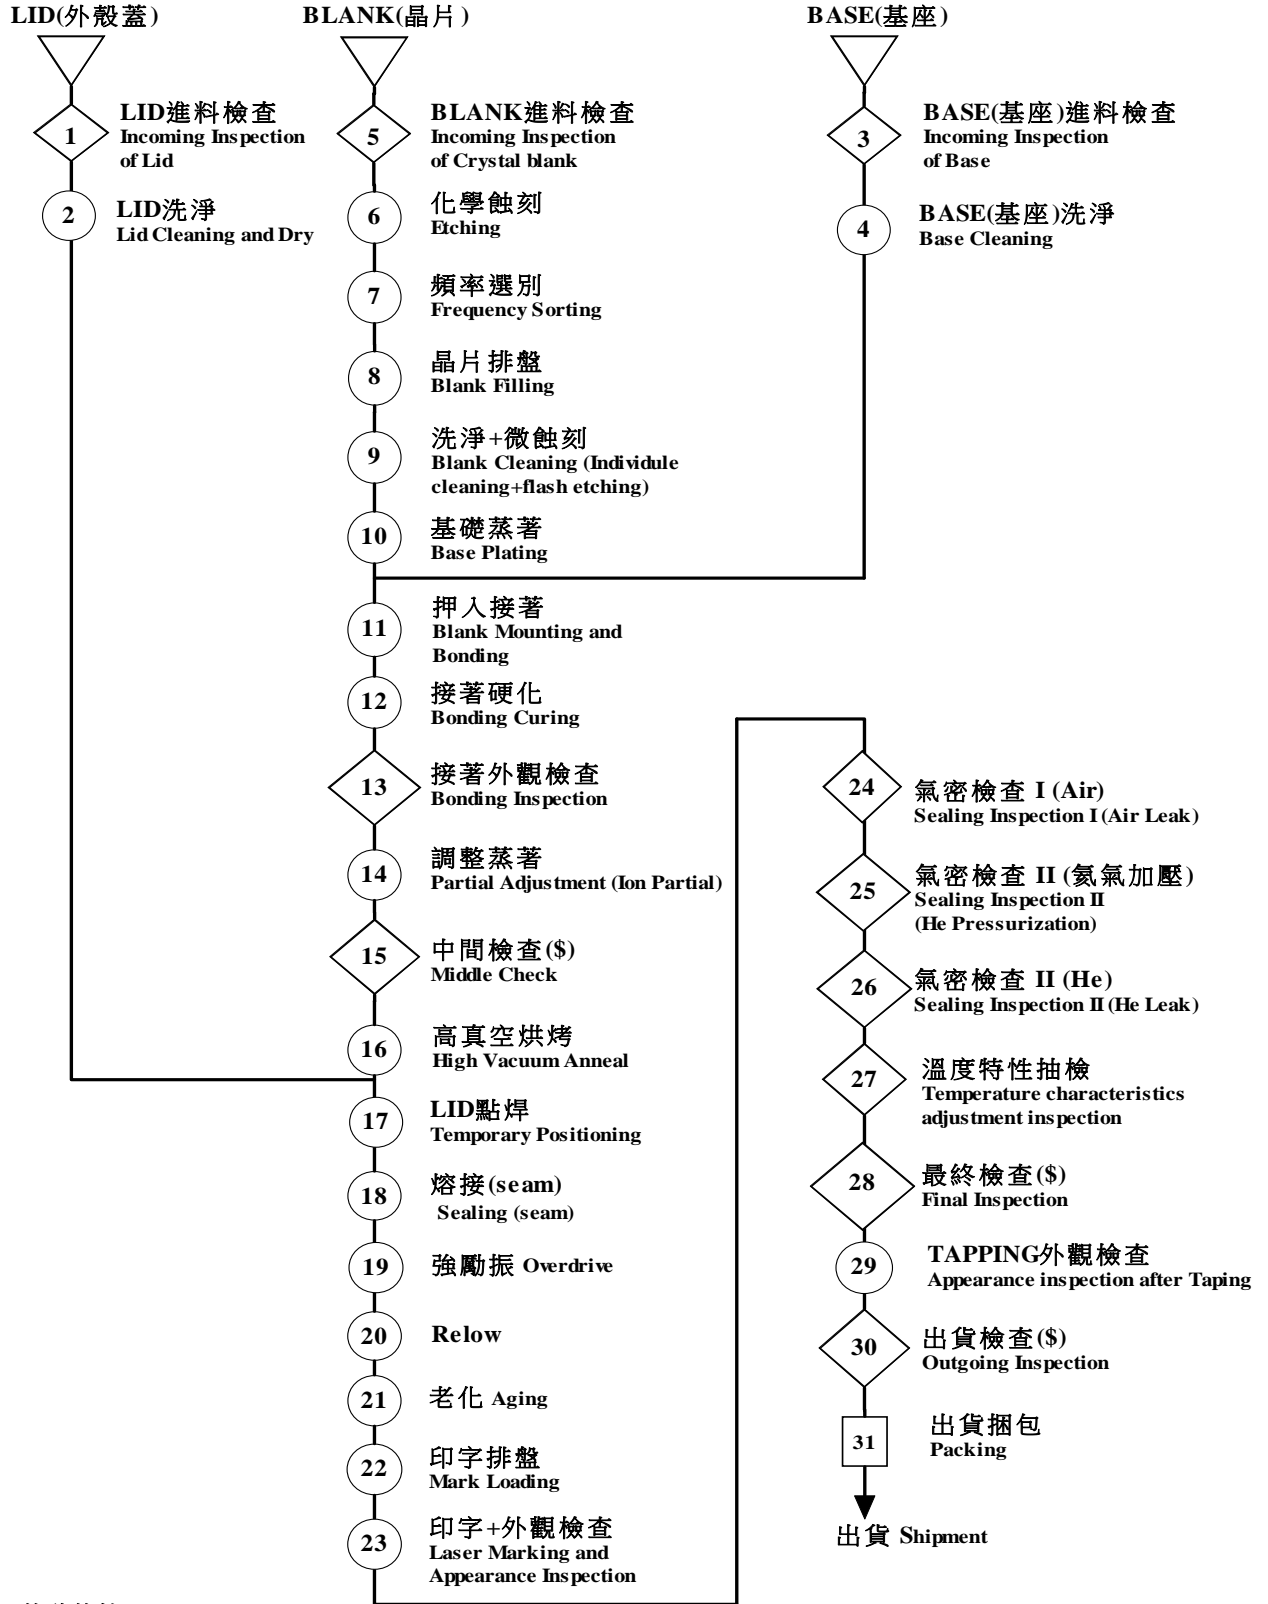 LID(外殼蓋)
1
LID進料檢查
Incoming Inspection
of Lid
2
LID洗淨
Lid Cleaning and Dry
BLANK(晶片)
5
BLANK進料檢查
Incoming Inspection
of Crystal blank
6
化學蝕刻
Etching
7
頻率選別
Frequency Sorting
8
晶片排盤
Blank Filling
9
洗淨+微蝕刻
Blank Cleaning (Individule
cleaning+flash etching)
10
基礎蒸著
Base Plating
BASE(基座)
3
BASE(基座)進料檢查
Incoming Inspection
of Base
4
BASE(基座)洗淨
Base Cleaning
11
押入接著
Blank Mounting and
Bonding
12
接著硬化
Bonding Curing
13
接著外觀檢查
Bonding Inspection
14
調整蒸著
Partial Adjustment (Ion Partial)
15
中間檢查($)
Middle Check
16
高真空烘烤
High Vacuum Anneal
17
LID點焊
Temporary Positioning
18
熔接(seam)
Sealing (seam)
19
強勵振 Overdrive
20
Relow
21
老化 Aging
22
印字排盤
Mark Loading
23
印字+外觀檢查
Laser Marking and
Appearance Inspection
24
氣密檢查 I (Air)
Sealing Inspection I (Air Leak)
25
氣密檢查 II (氦氣加壓)
Sealing Inspection II
(He Pressurization)
26
氣密檢查 II (He)
Sealing Inspection II (He Leak)
27
溫度特性抽檢
Temperature characteristics
adjustment inspection
28
最終檢查($)
Final Inspection
29
TAPPING外觀檢查
Appearance inspection after Taping
30
出貨檢查($)
Outgoing Inspection
31
出貨捆包
Packing
出貨 Shipment